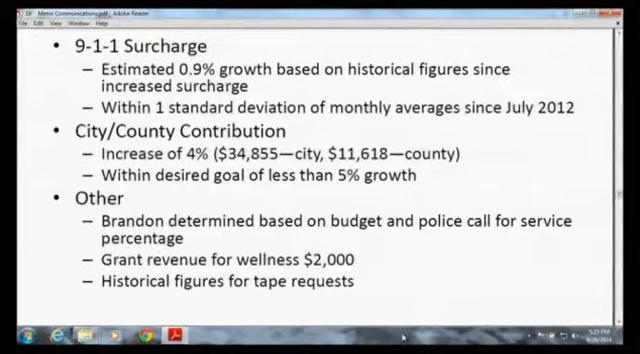 Metro Communications.pdf - Adobe Reader
File Edit View Window Help
• 9-1-1 Surcharge
– Estimated 0.9% growth based on historical figures since
increased surcharge
– Within 1 standard deviation of monthly averages since July 2012
• City/County Contribution
– Increase of 4% ($34,855—city, $11,618—county)
– Within desired goal of less than 5% growth
• Other
– Brandon determined based on budget and police call for service
percentage
– Grant revenue for wellness $2,000
– Historical figures for tape requests
5:25 PM